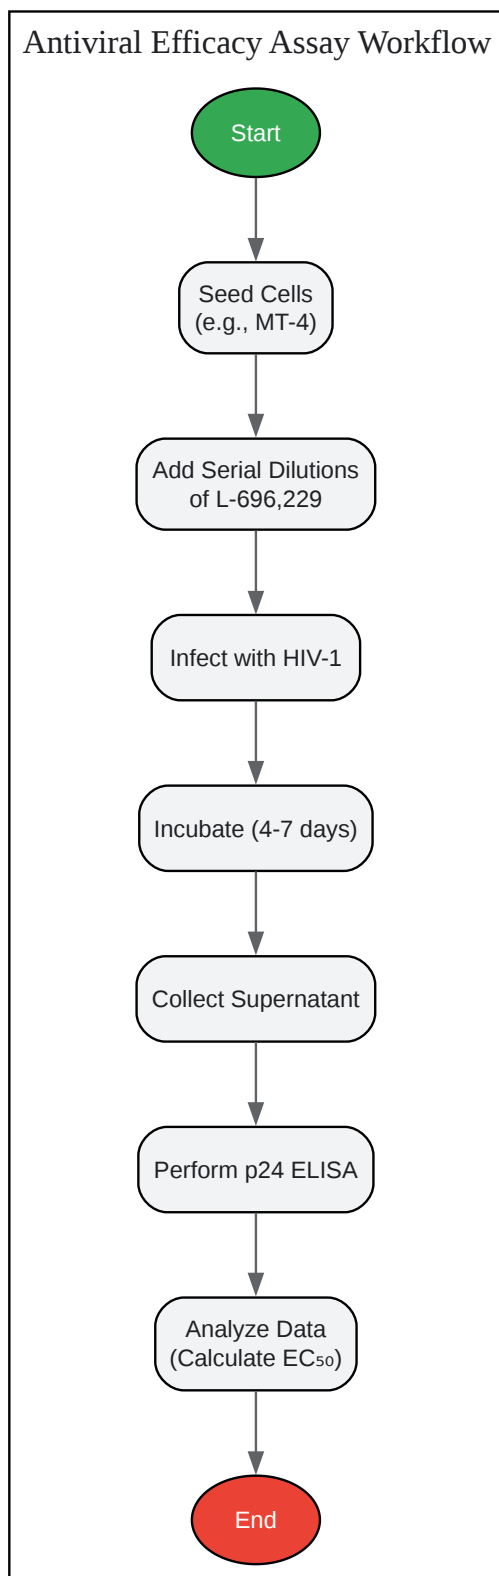 Antiviral Efficacy Assay Workflow
Start
Seed Cells
(e.g., MT-4)
Add Serial Dilutions
of L-696,229
Infect with HIV-1
Incubate (4-7 days)
Collect Supernatant
Perform p24 ELISA
Analyze Data
(Calculate EC₅₀)
End